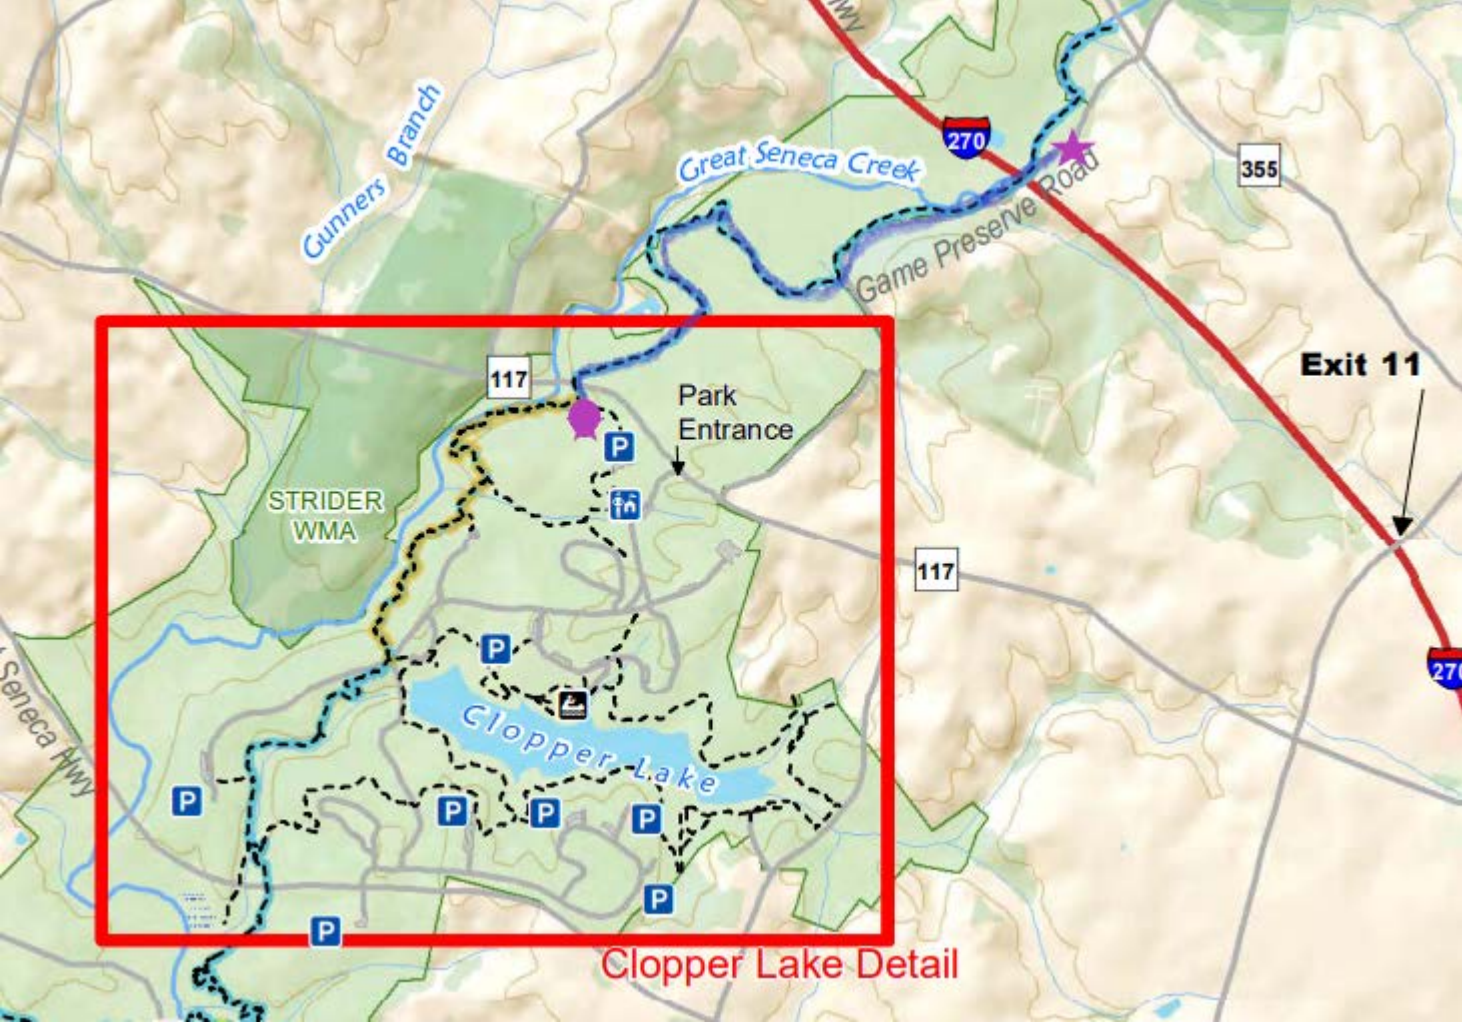 Hwy
Gunners Branch
Great Seneca Creek
270
355
Game Preserve Road
117
Park
Entrance
Exit 11
P
STRIDER
WMA
117
P
270
Seneca Hwy
Clopper Lake
P
P
P
P
P
P
Clopper Lake Detail